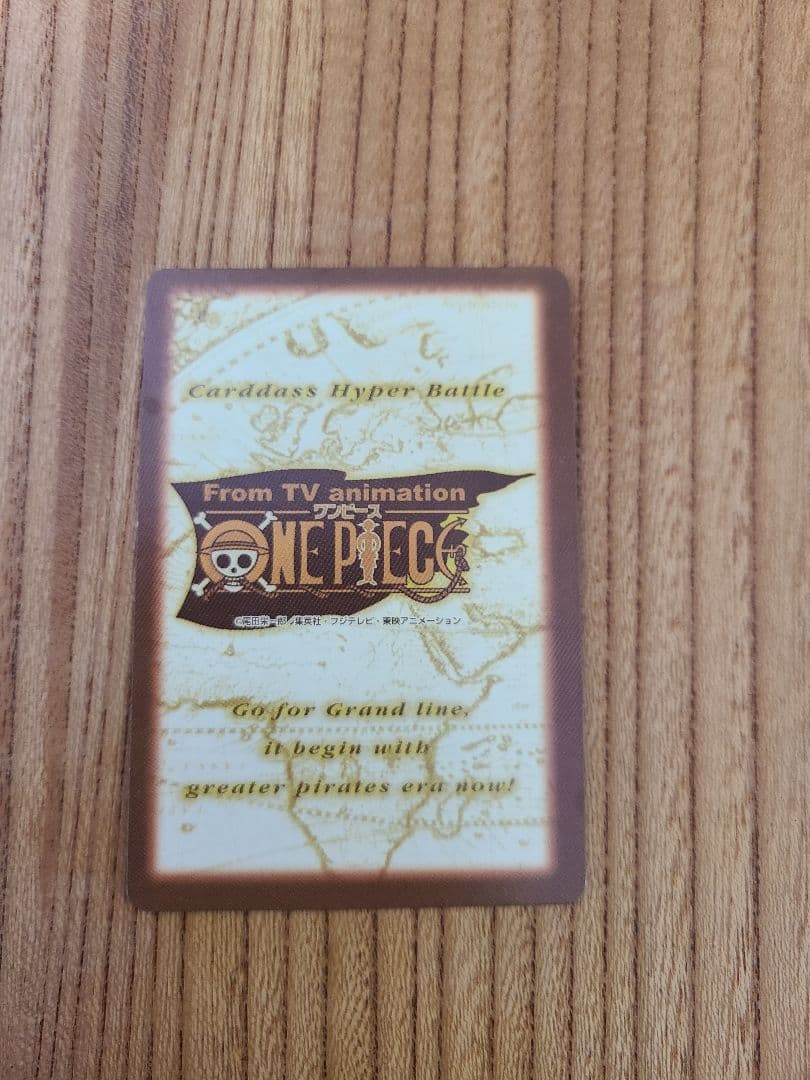 Carddass Hyper Battle
From TV animation
ワンピース
ONE PIECE
©尾田栄一郎／集英社・フジテレビ・東映アニメーション
Go for Grand line,
it begin with
greater pirates era now!